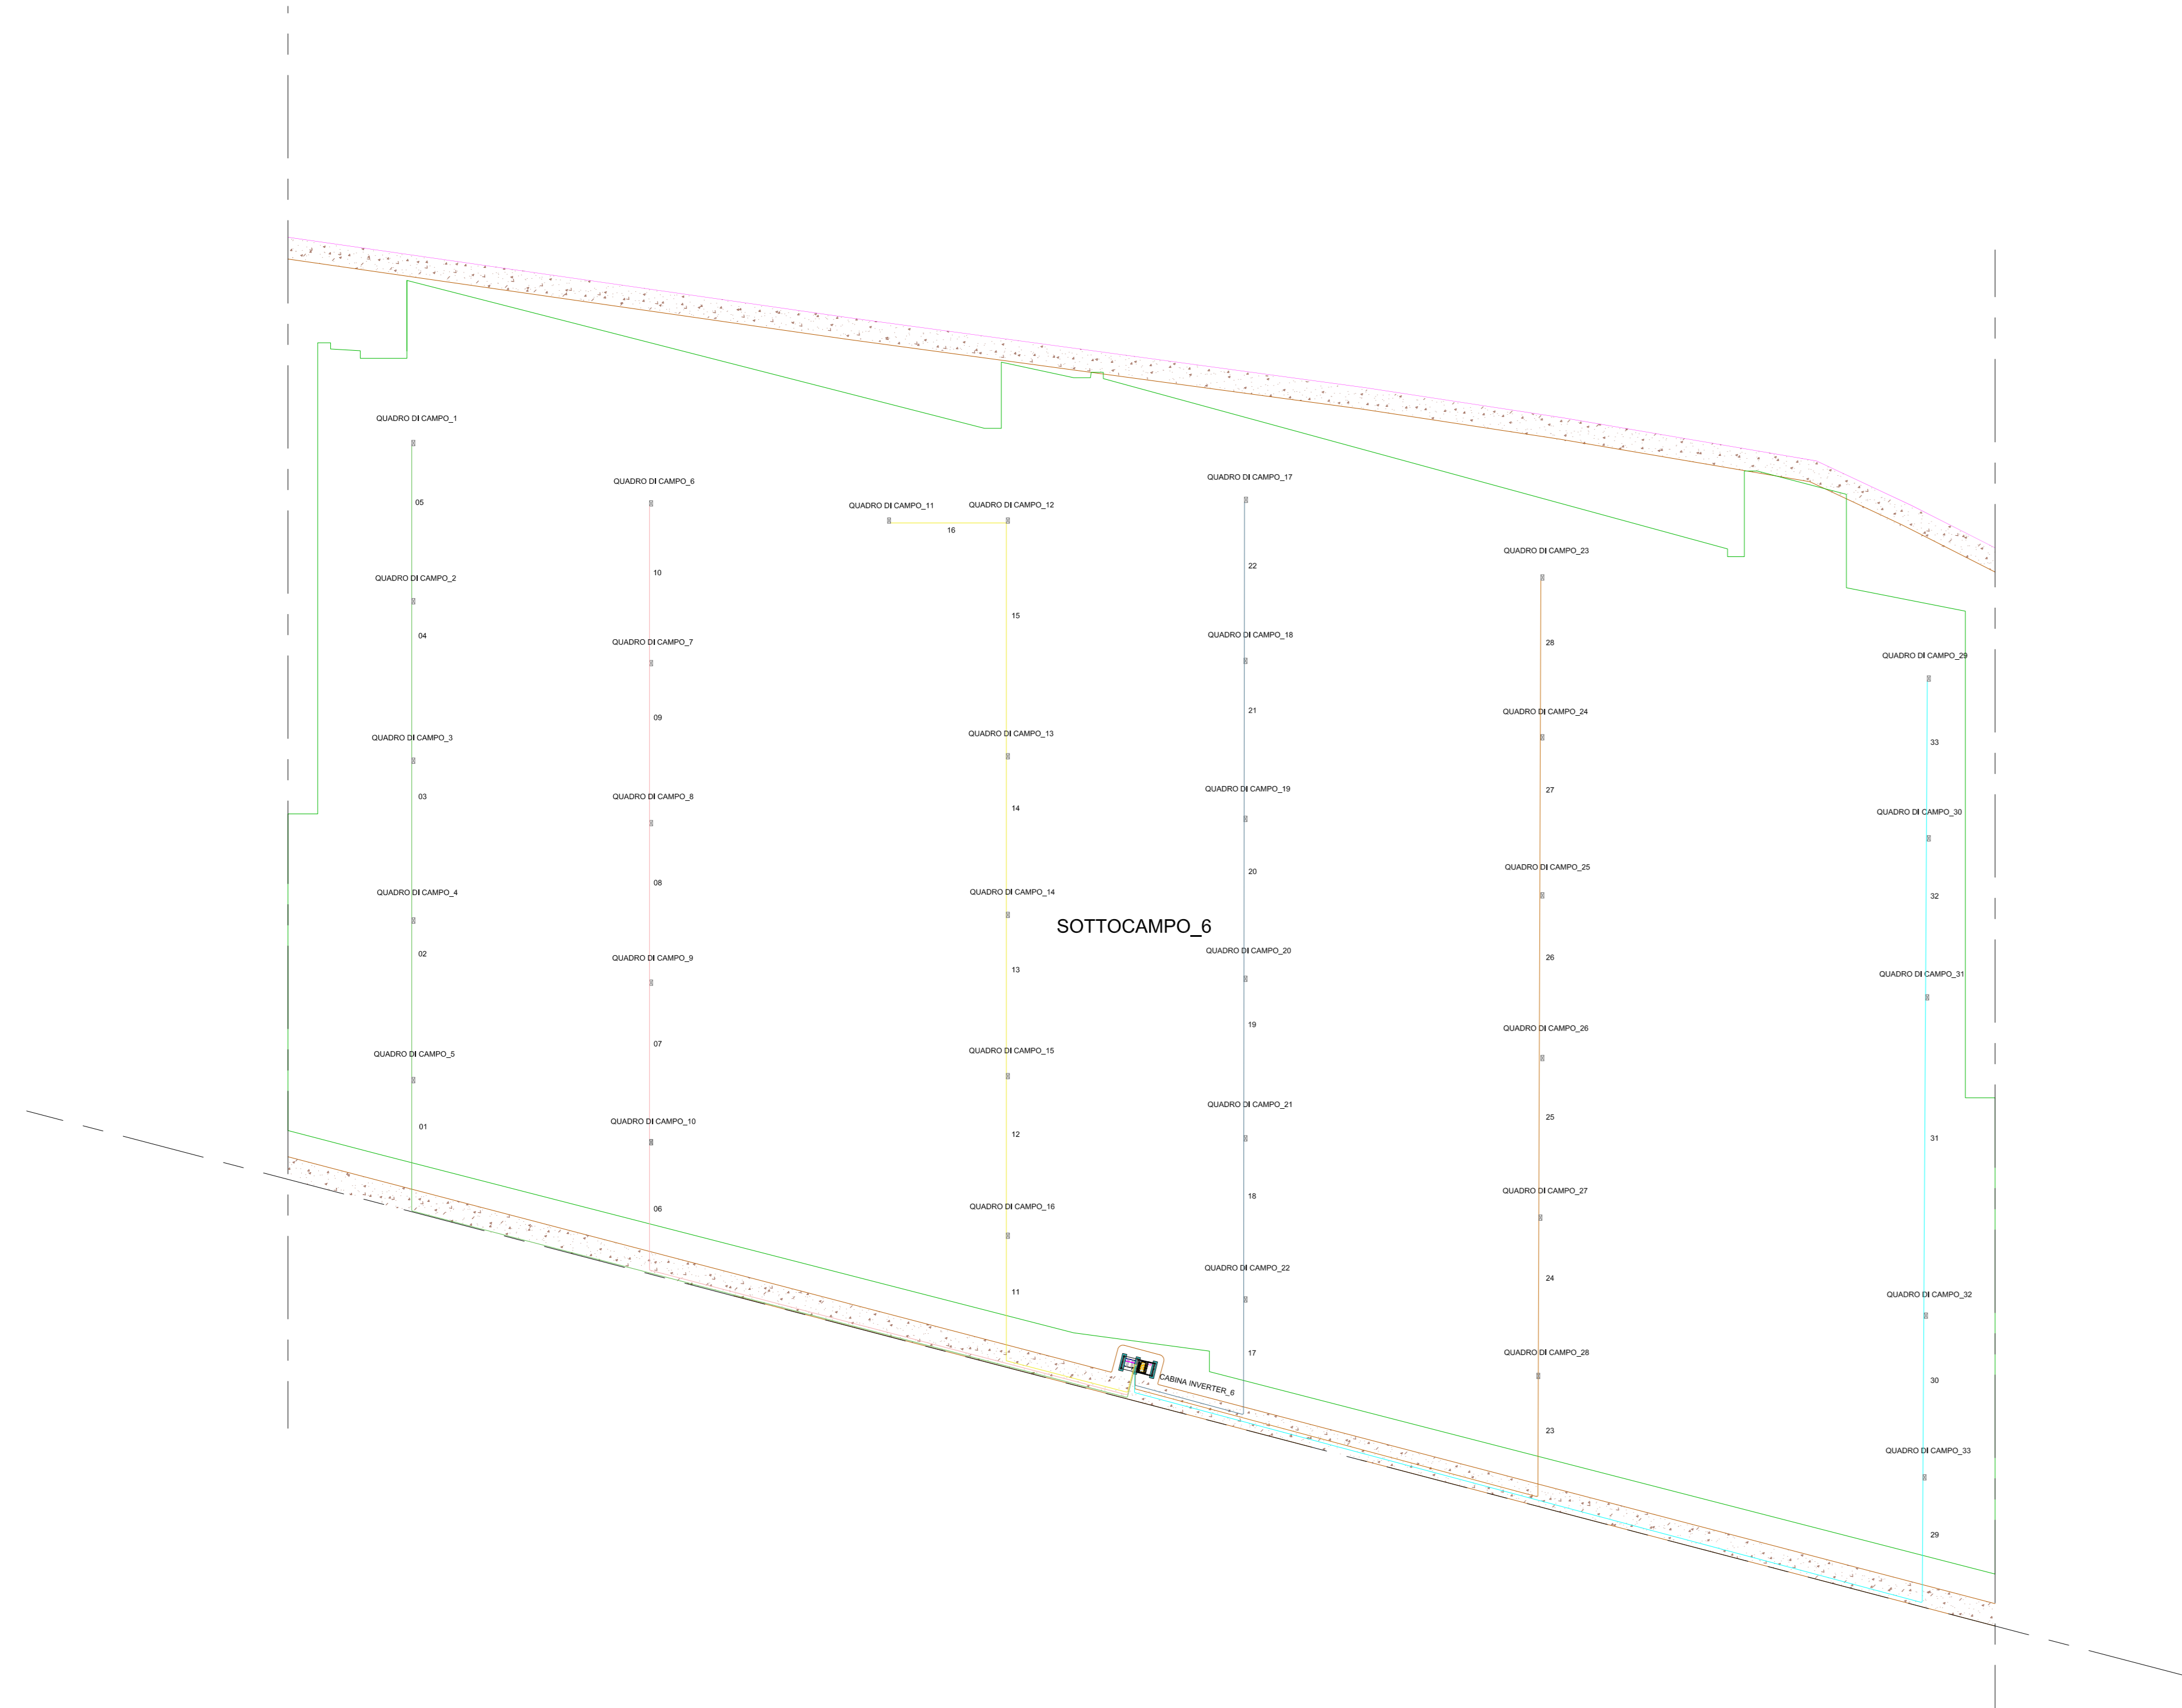 QUADRO DI CAMPO_1
05
QUADRO DI CAMPO_2
04
QUADRO DI CAMPO_3
03
QUADRO DI CAMPO_4
02
QUADRO DI CAMPO_5
01
QUADRO DI CAMPO_6
10
QUADRO DI CAMPO_7
09
QUADRO DI CAMPO_8
08
QUADRO DI CAMPO_9
07
QUADRO DI CAMPO_10
06
QUADRO DI CAMPO_11
16
QUADRO DI CAMPO_12
15
QUADRO DI CAMPO_13
14
QUADRO DI CAMPO_14
13
QUADRO DI CAMPO_15
12
QUADRO DI CAMPO_16
11
SOTTOCAMPO_6
CABINA INVERTER_6
QUADRO DI CAMPO_17
22
QUADRO DI CAMPO_18
21
QUADRO DI CAMPO_19
20
QUADRO DI CAMPO_20
19
QUADRO DI CAMPO_21
18
QUADRO DI CAMPO_22
17
QUADRO DI CAMPO_23
28
QUADRO DI CAMPO_24
27
QUADRO DI CAMPO_25
26
QUADRO DI CAMPO_26
25
QUADRO DI CAMPO_27
24
QUADRO DI CAMPO_28
23
QUADRO DI CAMPO_29
33
QUADRO DI CAMPO_30
32
QUADRO DI CAMPO_31
31
QUADRO DI CAMPO_32
30
QUADRO DI CAMPO_33
29